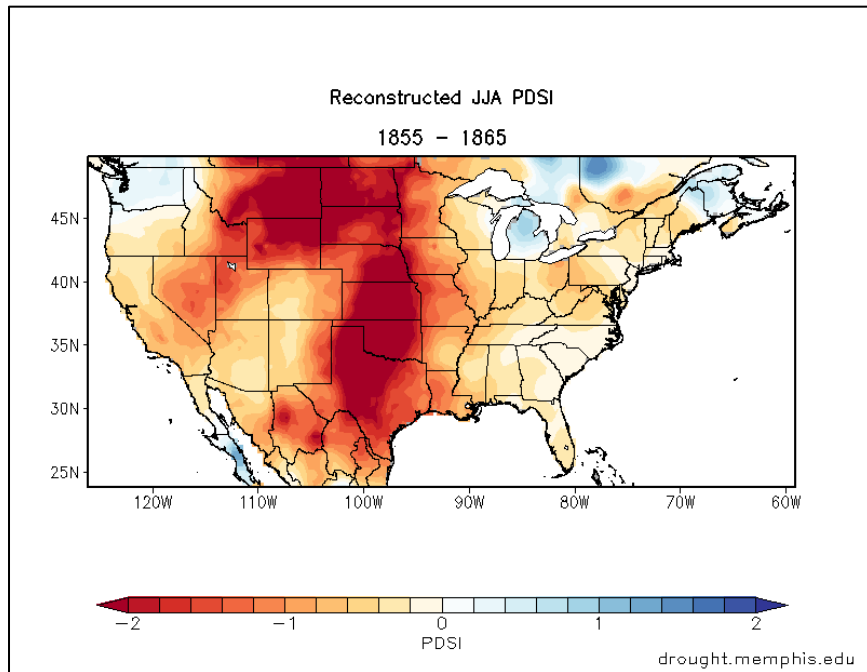 Reconstructed JJA PDSI
1855 – 1865
45N
40N
35N
30N
25N
120W 110W 100W 90W 80W 70W 60W
−2 −1 0 1 2
PDSI
drought.memphis.edu